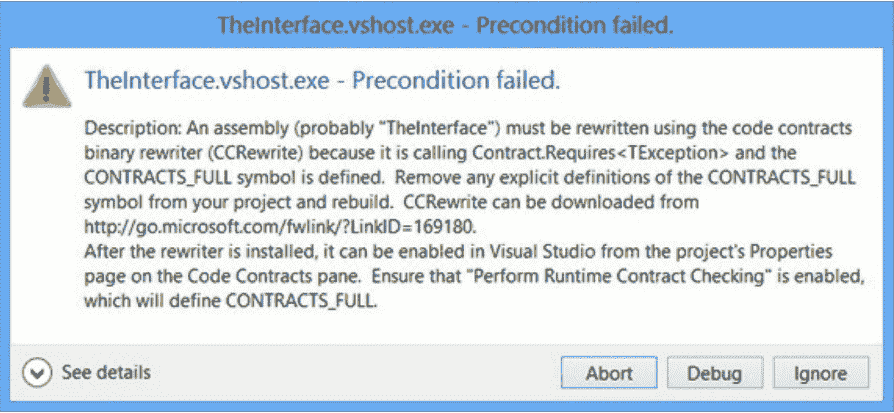 TheInterface.vshost.exe - Precondition failed.
TheInterface.vshost.exe - Precondition failed.
Description: An assembly (probably "TheInterface") must be rewritten using the code contracts
binary rewriter (CCRewrite) because it is calling Contract.Requires<TException> and the
CONTRACTS_FULL symbol is defined.  Remove any explicit definitions of the CONTRACTS_FULL
symbol from your project and rebuild.  CCRewrite can be downloaded from
http://go.microsoft.com/fwlink/?LinkID=169180.
After the rewriter is installed, it can be enabled in Visual Studio from the project's Properties
page on the Code Contracts pane.  Ensure that "Perform Runtime Contract Checking" is enabled,
which will define CONTRACTS_FULL.
See details
Abort
Debug
Ignore